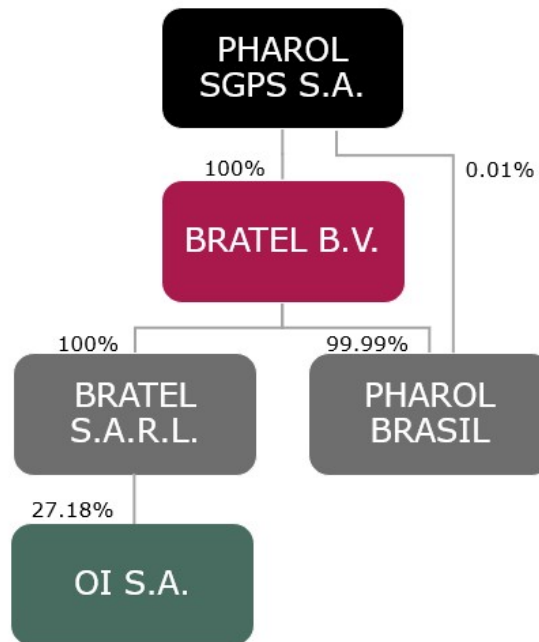 PHAROL
SGPS S.A.
100%
0.01%
BRATEL B.V.
100%
99.99%
BRATEL
S.A.R.L.
PHAROL
BRASIL
27.18%
OI S.A.